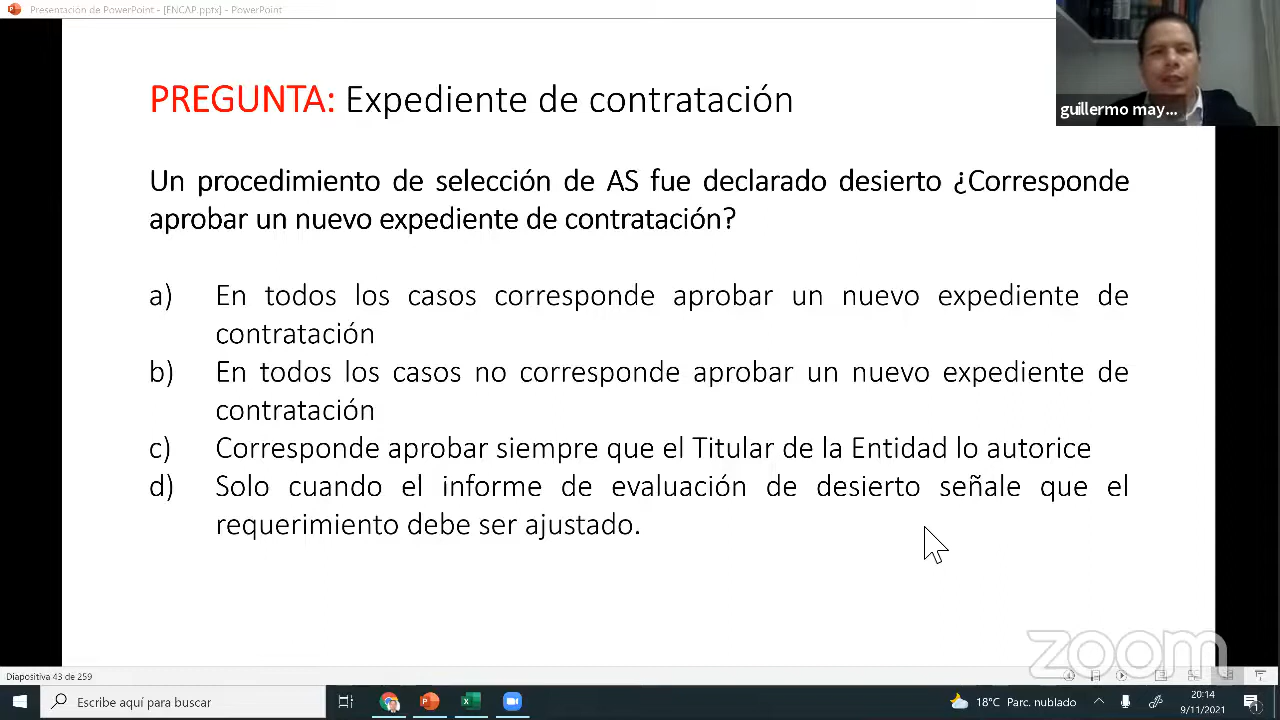 Presentación de PowerPoint - [ENCAP.pptx] - PowerPoint
guillermo may...
PREGUNTA: Expediente de contratación
Un procedimiento de selección de AS fue declarado desierto ¿Corresponde
aprobar un nuevo expediente de contratación?
a) En todos los casos corresponde aprobar un nuevo expediente de
contratación
b) En todos los casos no corresponde aprobar un nuevo expediente de
contratación
c) Corresponde aprobar siempre que el Titular de la Entidad lo autorice
d) Solo cuando el informe de evaluación de desierto señale que el
requerimiento debe ser ajustado.
zoom
Diapositiva 43 de 259
Escribe aquí para buscar
18°C Parc. nublado
20:14
9/11/2021